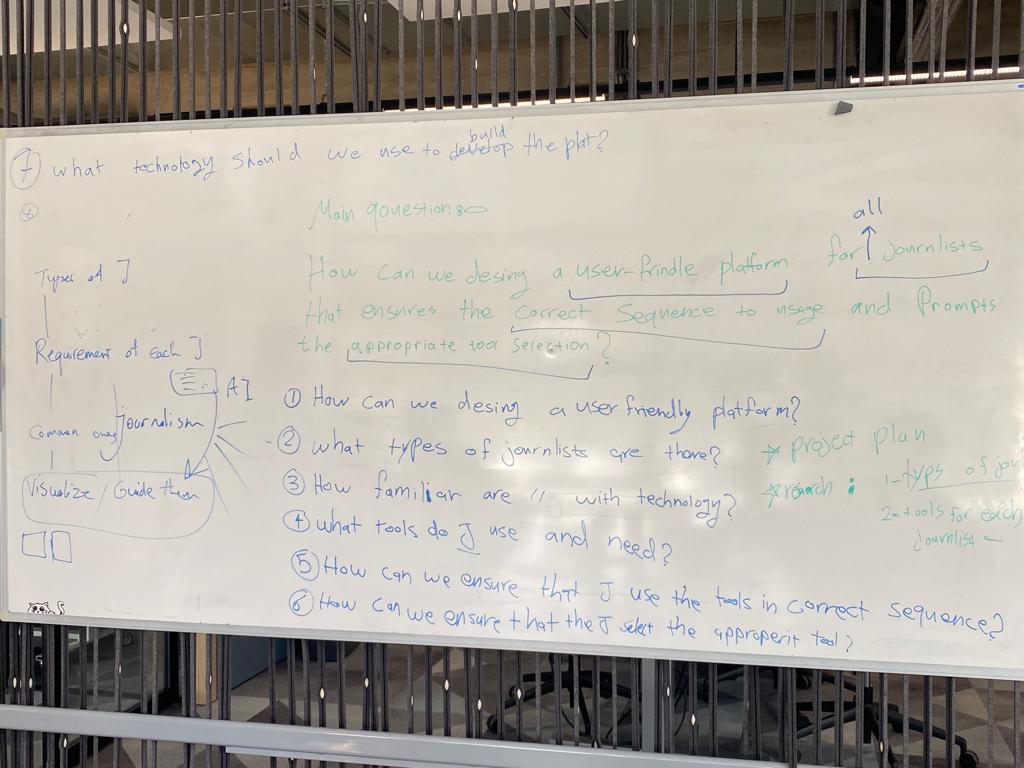 ⑦ what technology should we use to develop the plat?
build
⑧
Main qouestions
all
How can we desing a user-frindle platform for journlists
that ensures the correct sequence to usage and Prompts
the appropriate tool selection?
Types of J
Requirement of each J
AI
journalism
Common ones
Visualize / Guide them
① How can we desing a user friendly platform?
② what types of journlists are there?
③ How familiar are 〃 with technology?
④ what tools do J use and need?
⑤ How can we ensure that J use the tools in correct sequence?
⑥ How can we ensure that the J select the approperit tool?
project plan
research:
1-typs of jou
2-tools for each
journlist